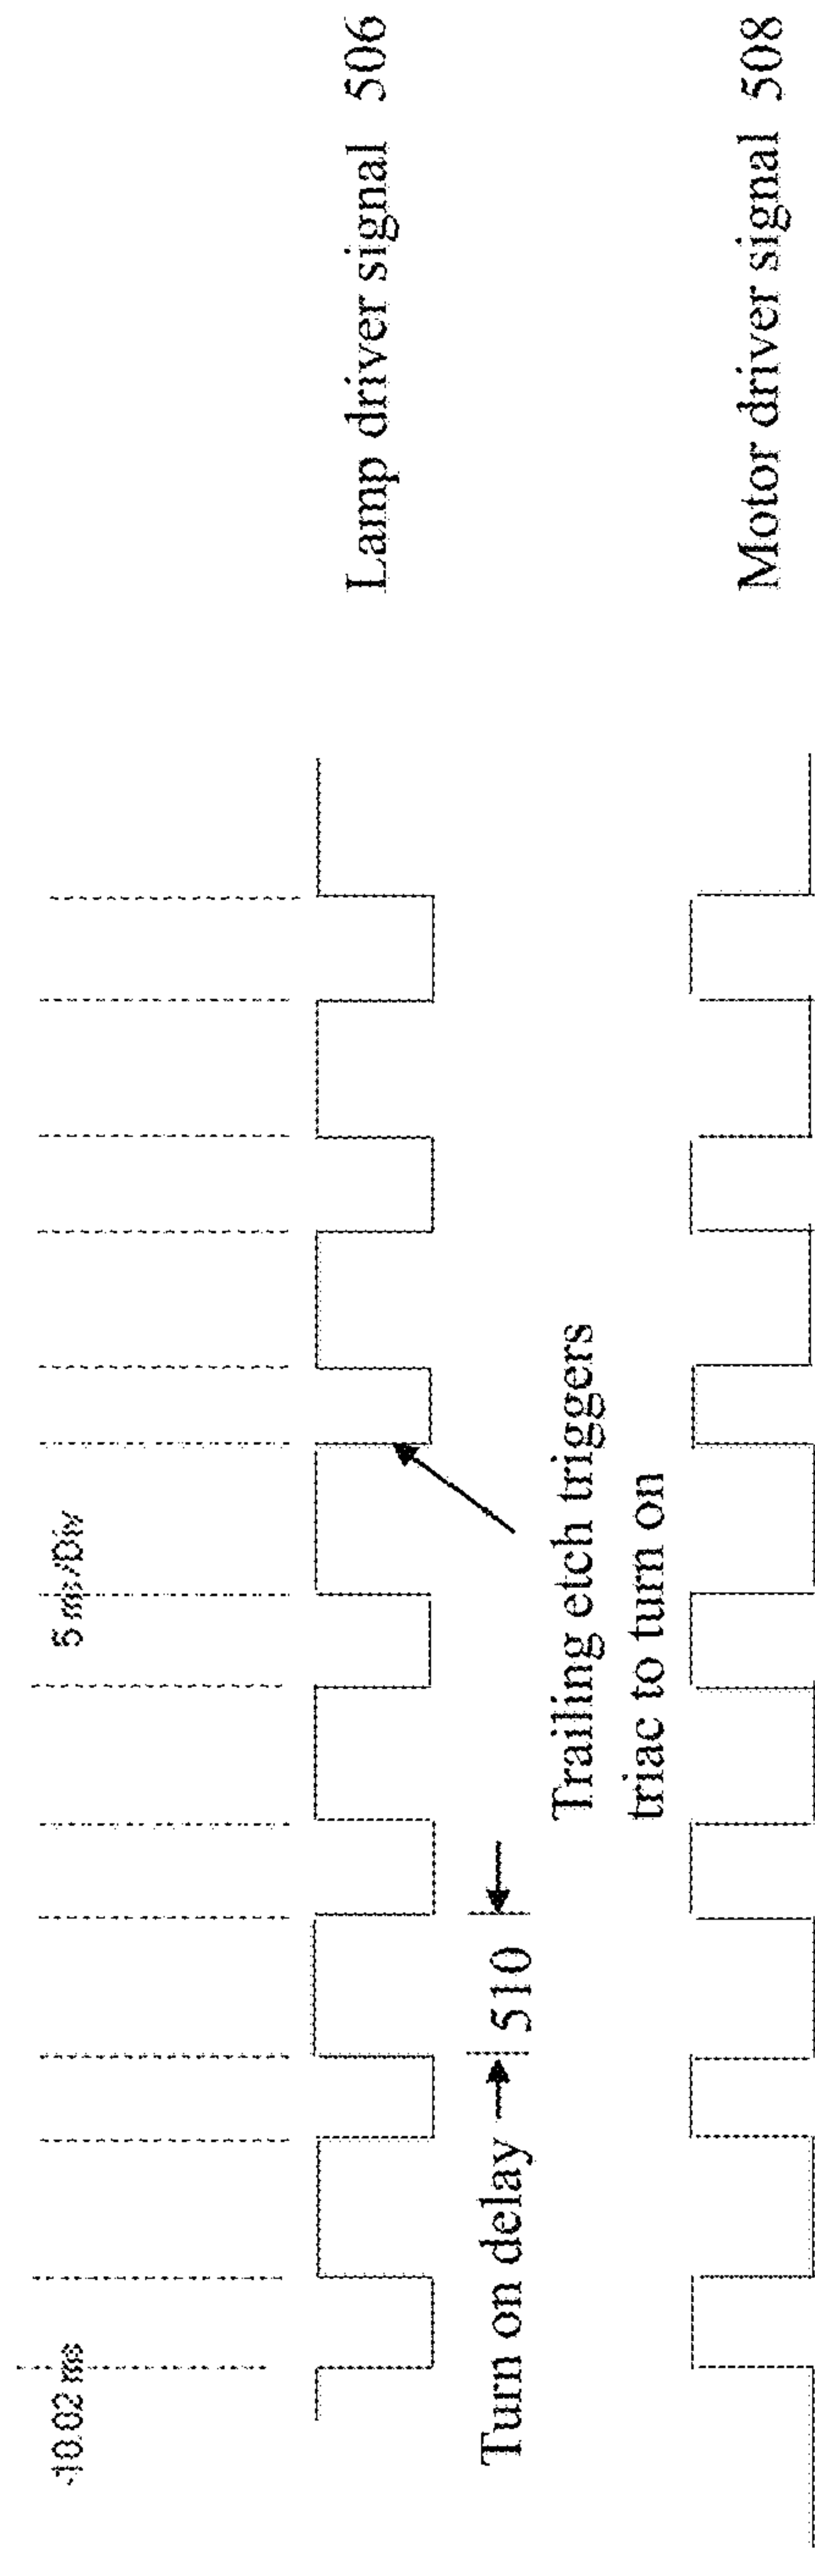 -10.02 ms
5 ms/Div
Lamp driver signal 506
Turn on delay
510
Trailing etch triggers
triac to turn on
Motor driver signal 508